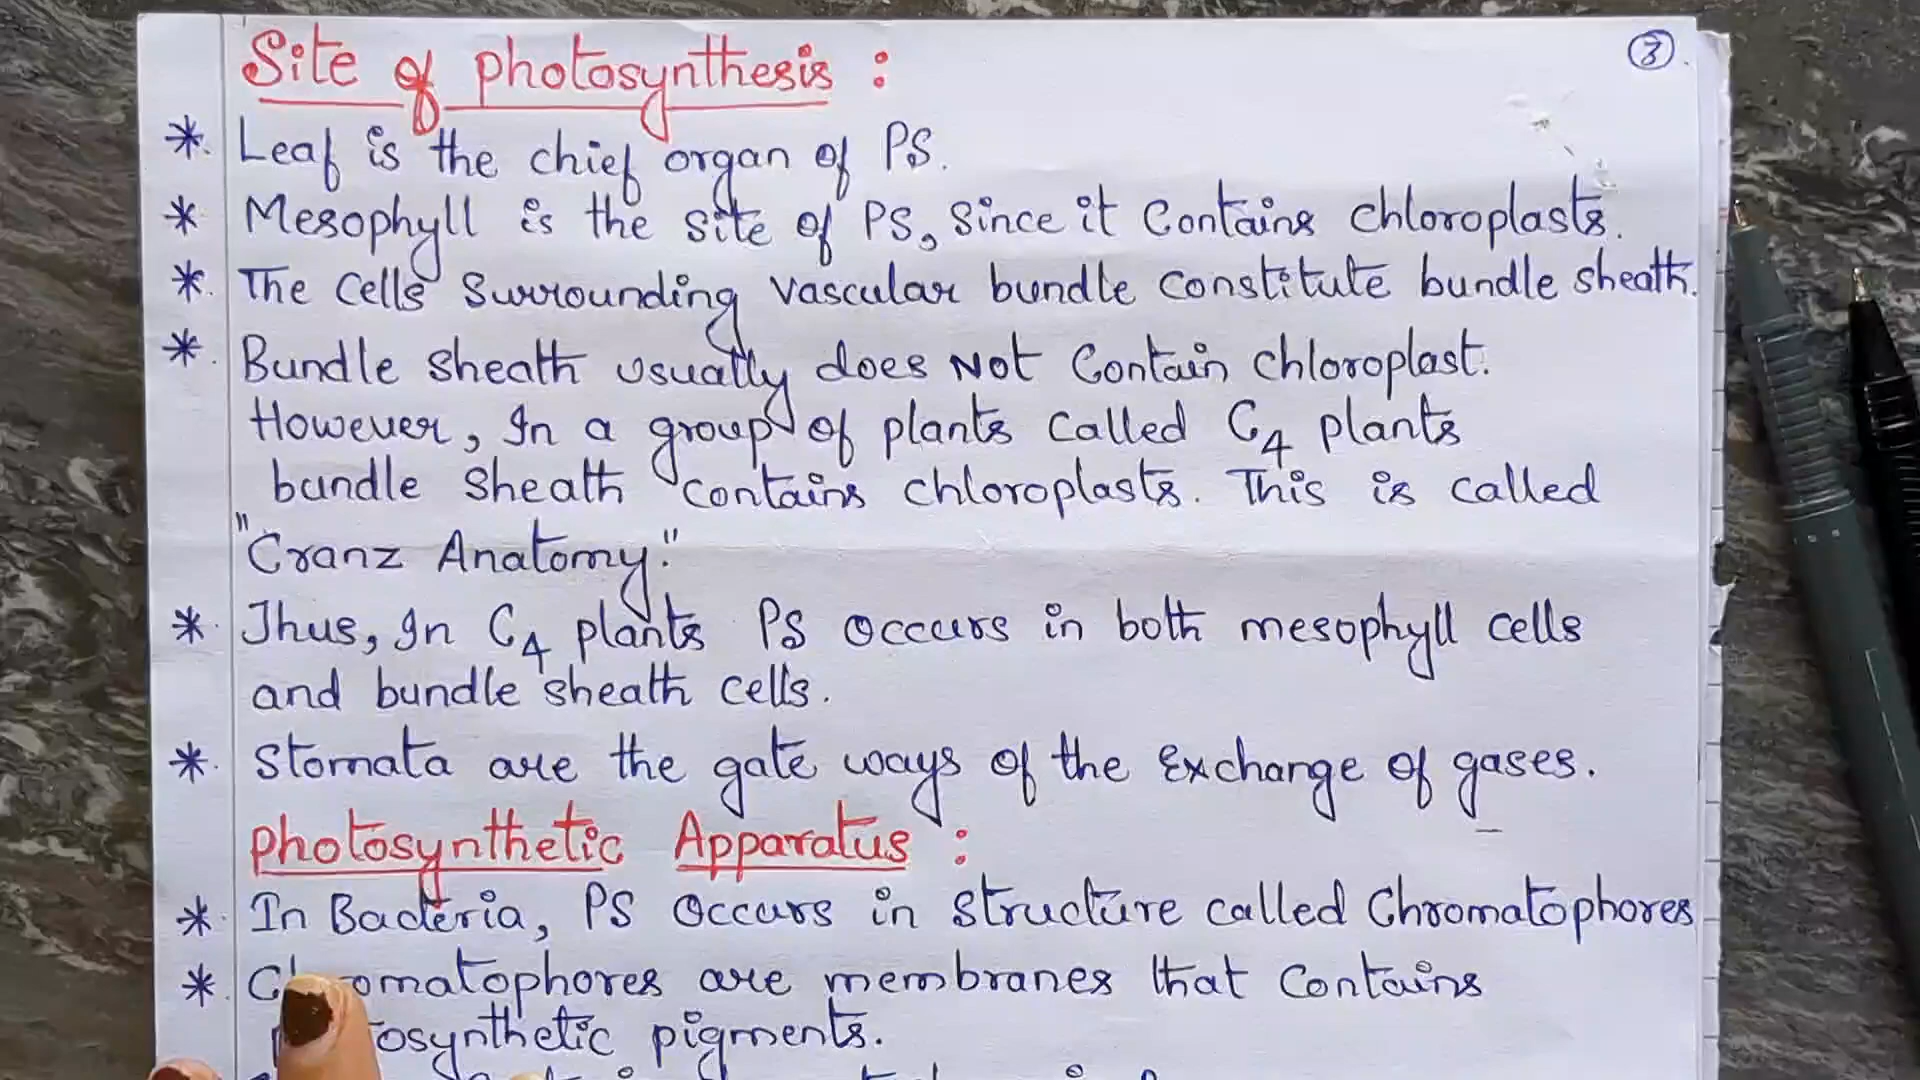 Site of photosynthesis :
3
* Leaf is the chief organ of PS.
* Mesophyll is the site of PS, since it contains chloroplasts.
* The cells surrounding vascular bundle constitute bundle sheath.
* Bundle sheath usually does NOT contain chloroplast.
However, In a group of plants called C4 plants
bundle sheath contains chloroplasts. This is called
"Cranz Anatomy."
* Thus, In C4 plants PS occurs in both mesophyll cells
and bundle sheath cells.
* Stomata are the gate ways of the exchange of gases.
photosynthetic Apparatus :
* In Bacteria, PS occurs in structure called Chromatophores
* Chromatophores are membranes that contains
photosynthetic pigments.